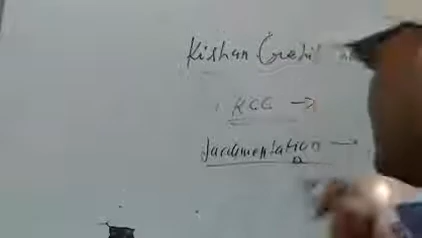 Kishan Credit
KCC →
Documentation →